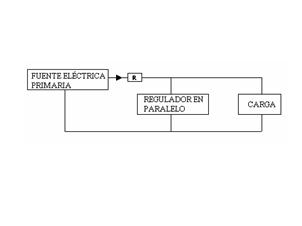 FUENTE ELÉCTRICA
PRIMARIA
R
REGULADOR EN
PARALELO
CARGA